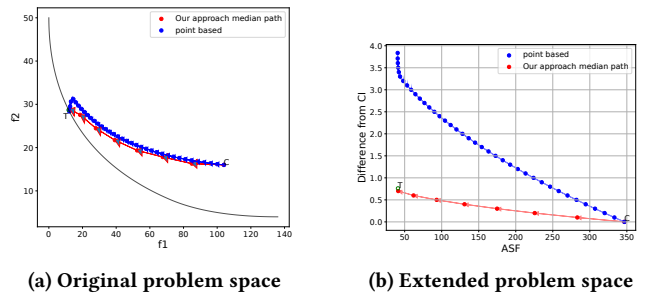 Our approach median path
point based
50
40
30
20
10
f2
T
C
0
20
40
60
80
100
120
140
f1
(a) Original problem space
point based
Our approach median path
4.0
3.5
3.0
2.5
2.0
1.5
1.0
0.5
0.0
Difference from CI
T
C
50
100
150
200
250
300
350
ASF
(b) Extended problem space